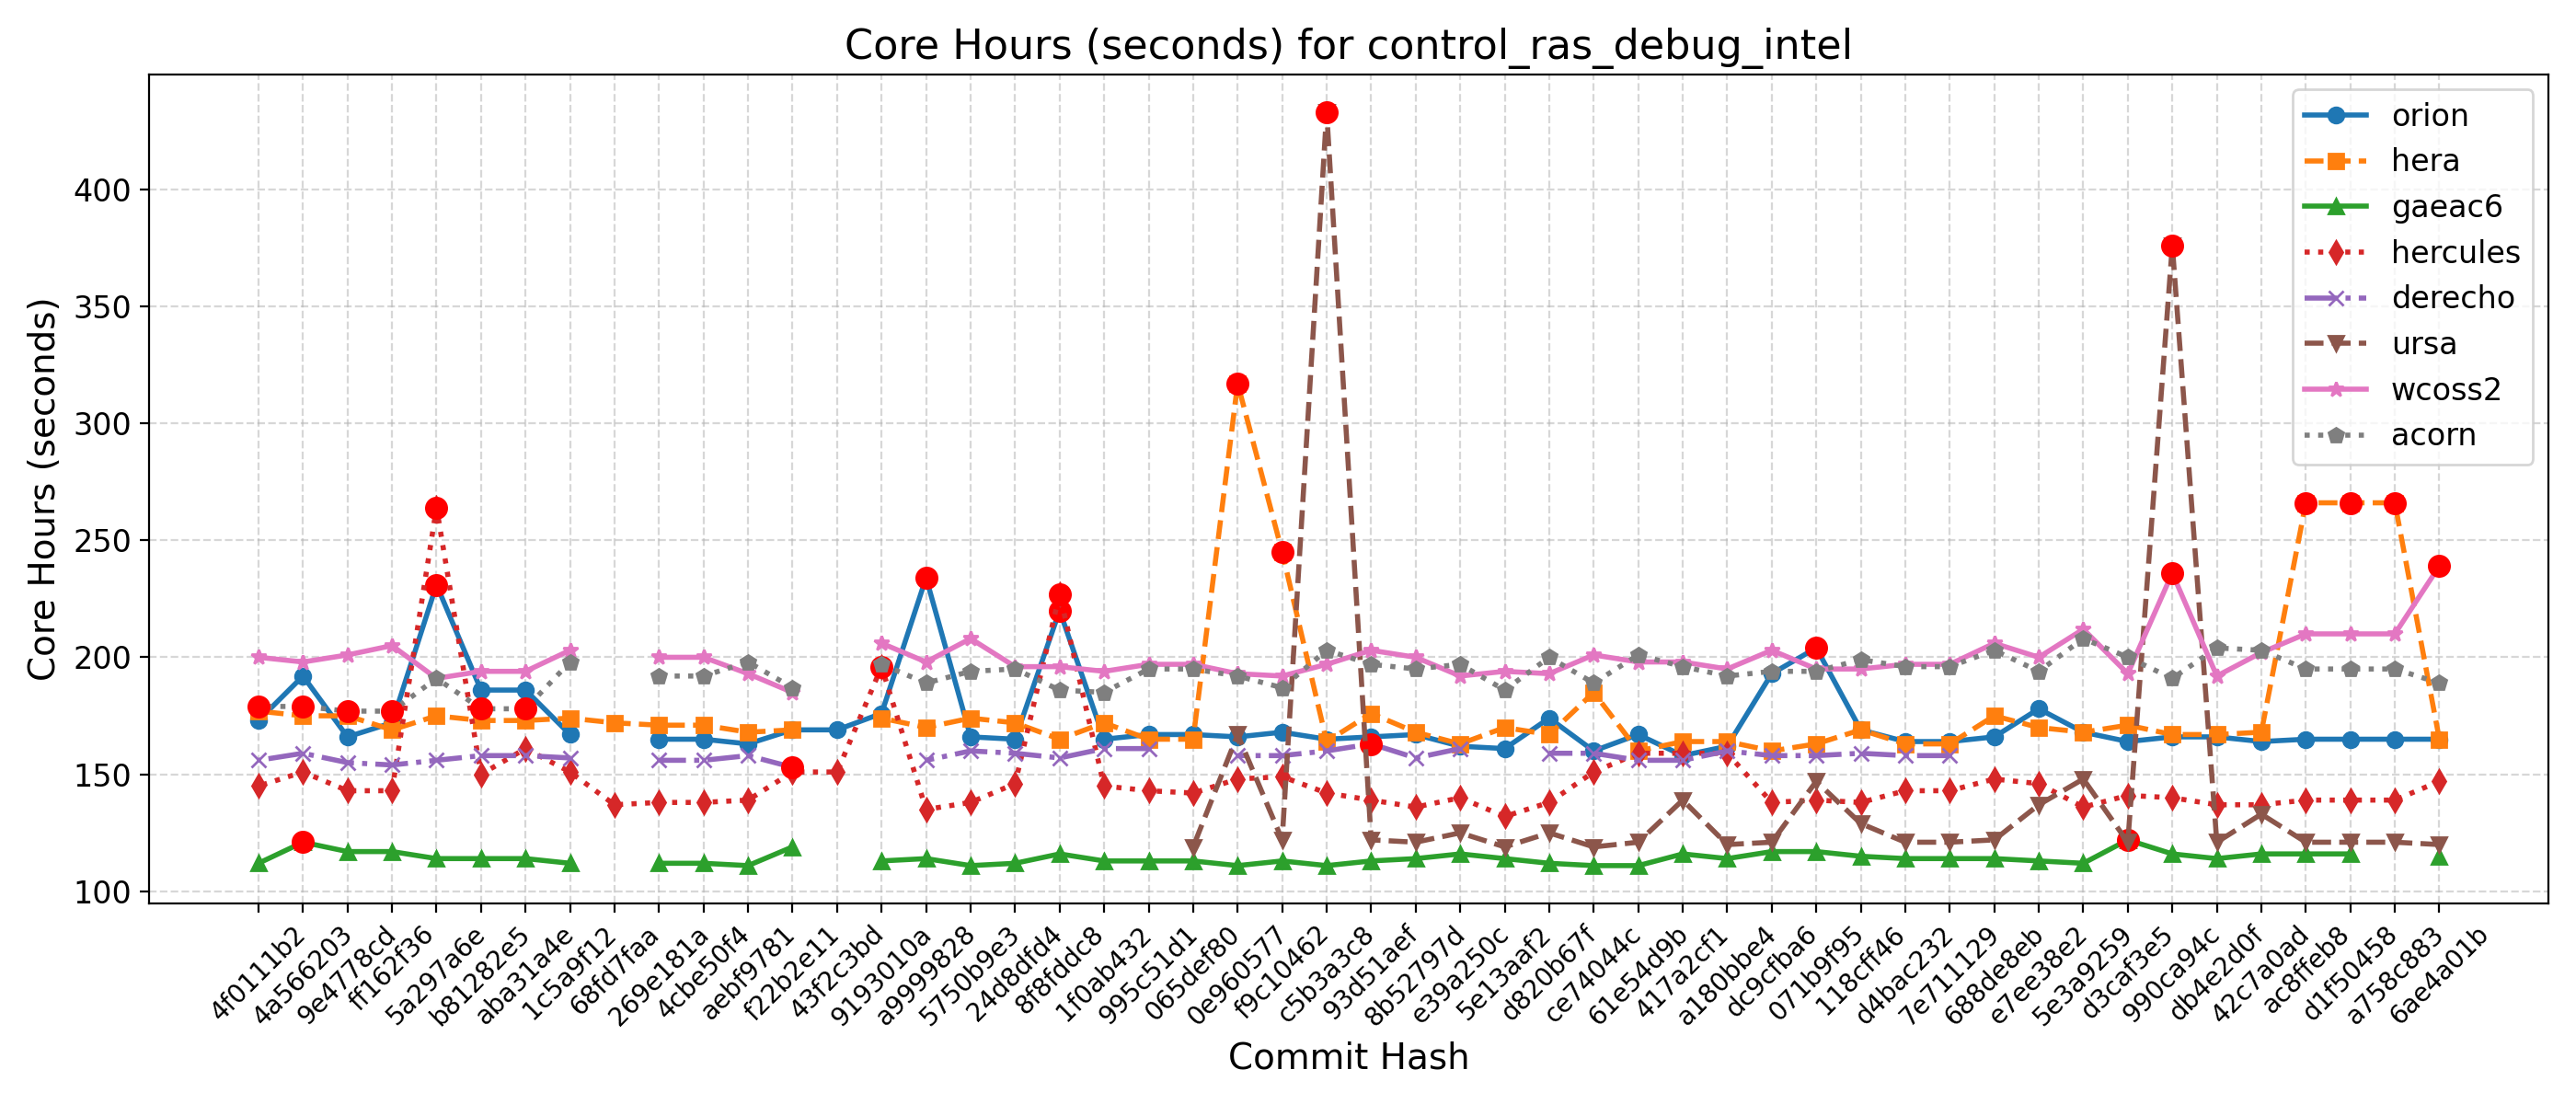 Core Hours (seconds) for control_ras_debug_intel
Core Hours (seconds)
400
350
300
250
200
150
100
orion
hera
gaeac6
hercules
derecho
ursa
wcoss2
acorn
4f0111b2
4a566203
9e4778cd
ff162f36
5a297a6e
b81282e5
aba31a4e
1c5a9f12
68fd7faa
269e181a
4cbe50f4
aebf9781
f22b2e11
43f2c3bd
9193010a
a9999828
5750b9e3
24d8dfd4
8f8fddc8
1f0ab432
995c51d1
065def80
0e960577
f9c10462
c5b3a3c8
93d51aef
8b52797d
e39a250c
5e13aaf2
d820b67f
ce74044c
61e54d9b
417a2cf1
a180bbe4
dc9cfba6
071b9f95
118cff46
d4bac232
7e711129
688de8eb
e7ee38e2
5e3a9259
d3caf3e5
990ca94c
db4e2d0f
42c7a0ad
ac8ffeb8
d1f50458
a758c883
6ae4a01b
Commit Hash